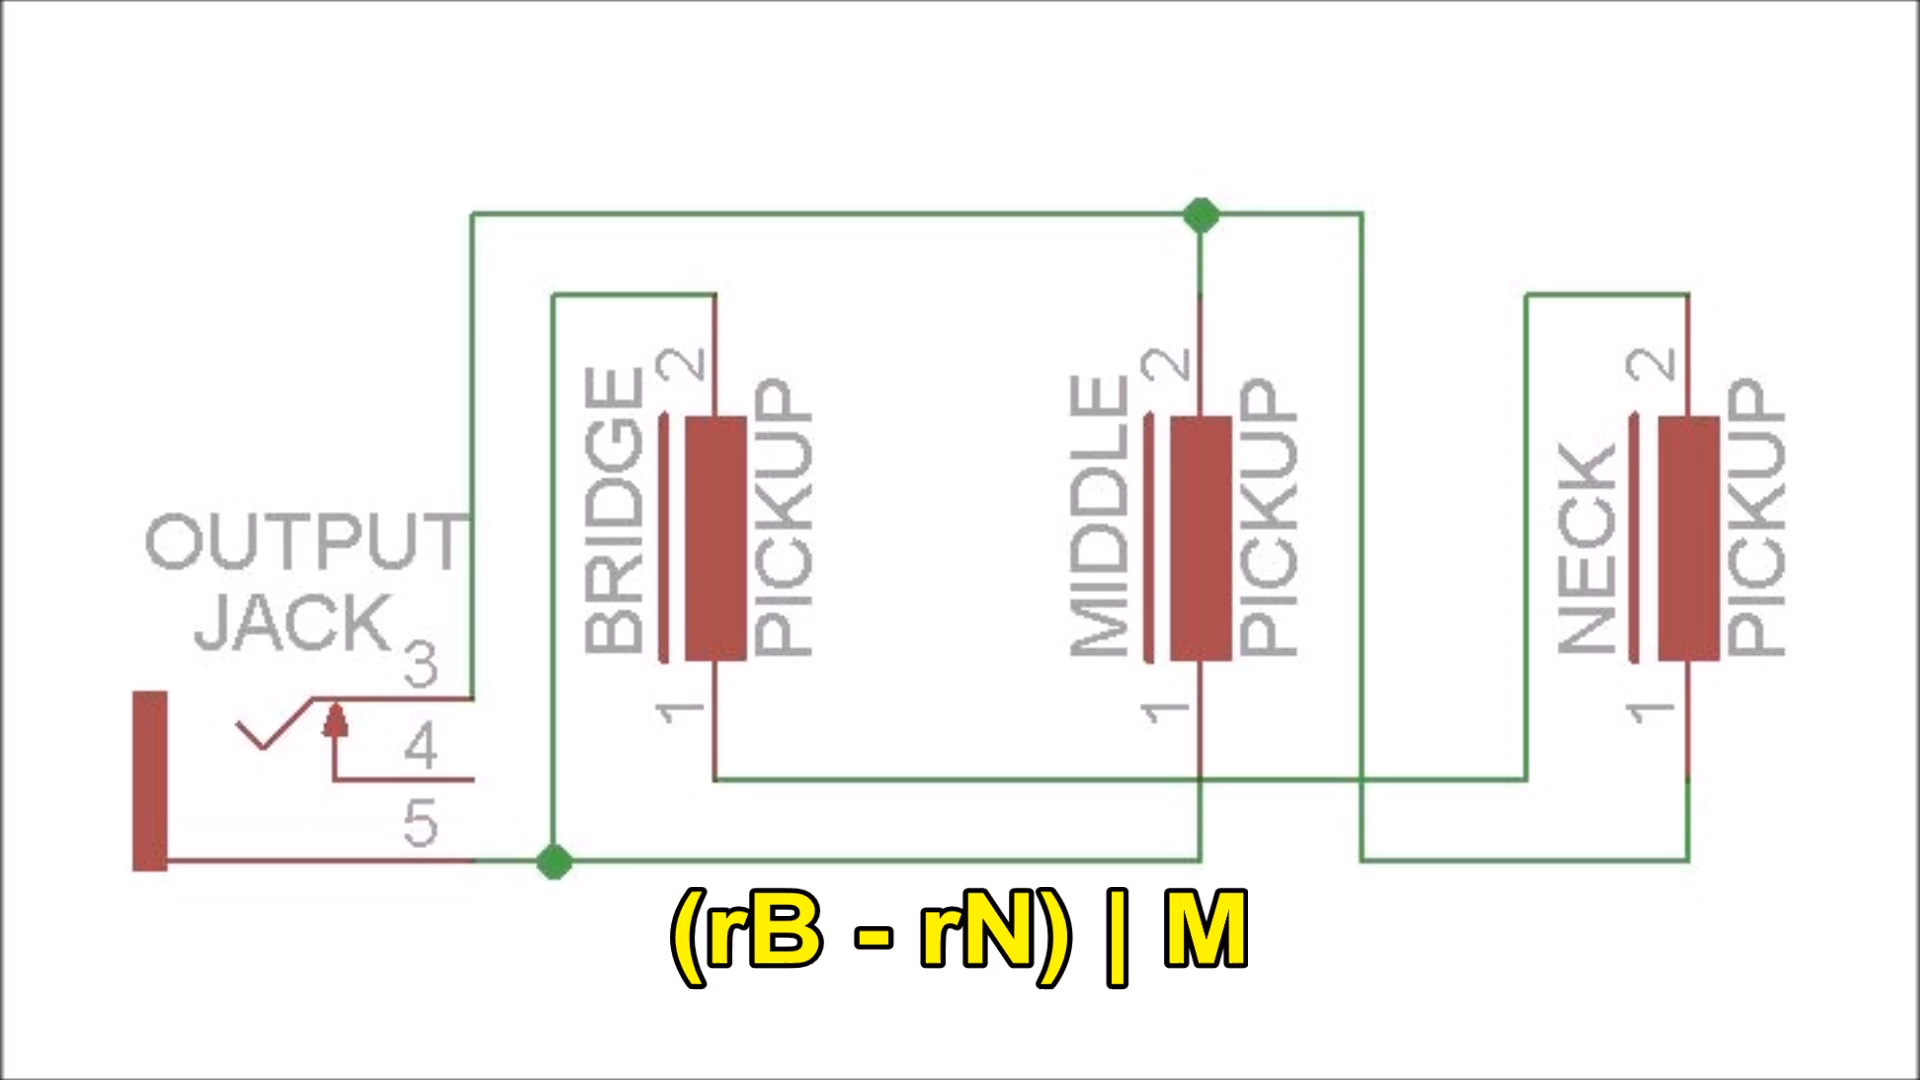 OUTPUT
JACK
3
4
5
BRIDGE
PICKUP
2
1
MIDDLE
PICKUP
2
1
NECK
PICKUP
2
1
(rB - rN) | M